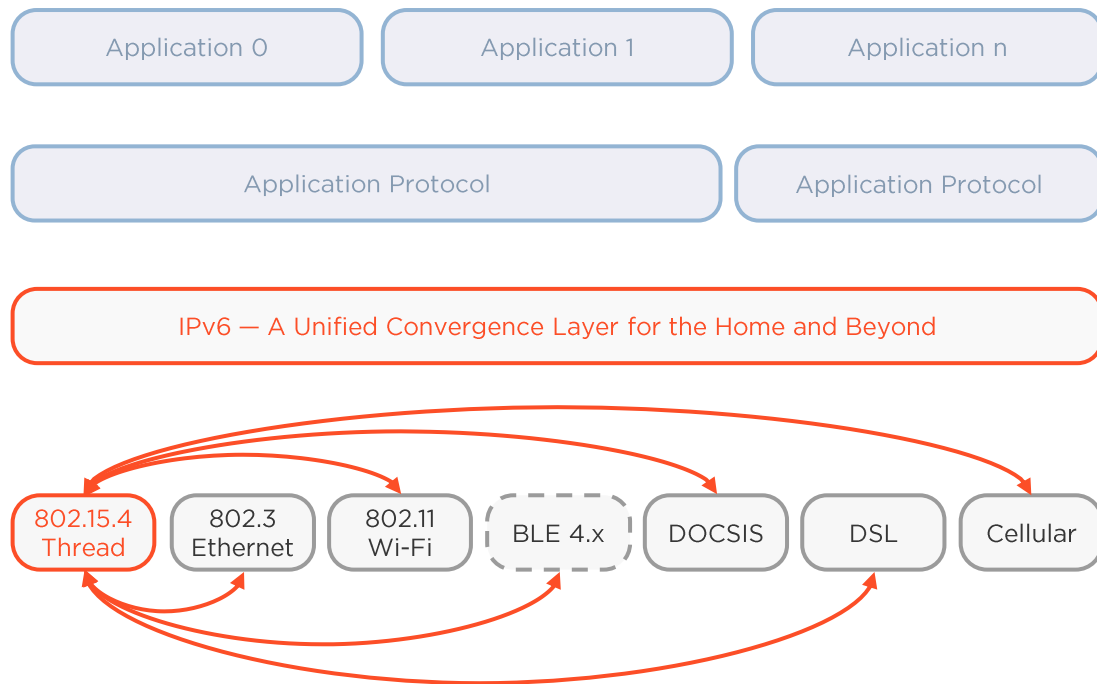 Application 0
Application 1
Application n
Application Protocol
Application Protocol
IPv6 — A Unified Convergence Layer for the Home and Beyond
802.15.4
Thread
802.3
Ethernet
802.11
Wi-Fi
BLE 4.x
DOCSIS
DSL
Cellular